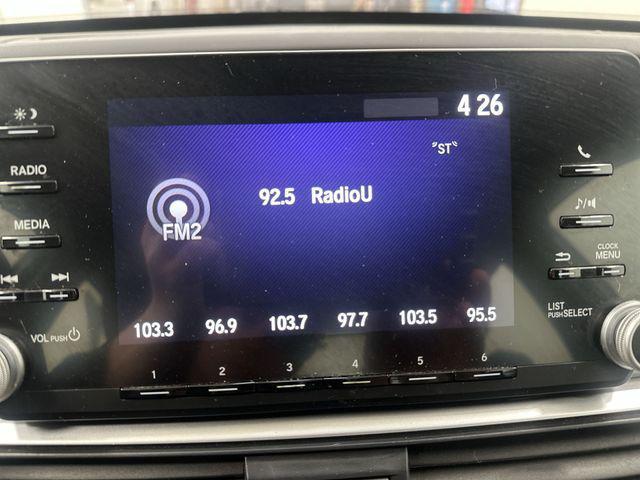 4 26
"ST"
92.5 RadioU
FM2
103.3 96.9 103.7 97.7 103.5 95.5
1 2 3 4 5 6
RADIO
MEDIA
VOL PUSH
CLOCK
MENU
LIST
PUSH SELECT